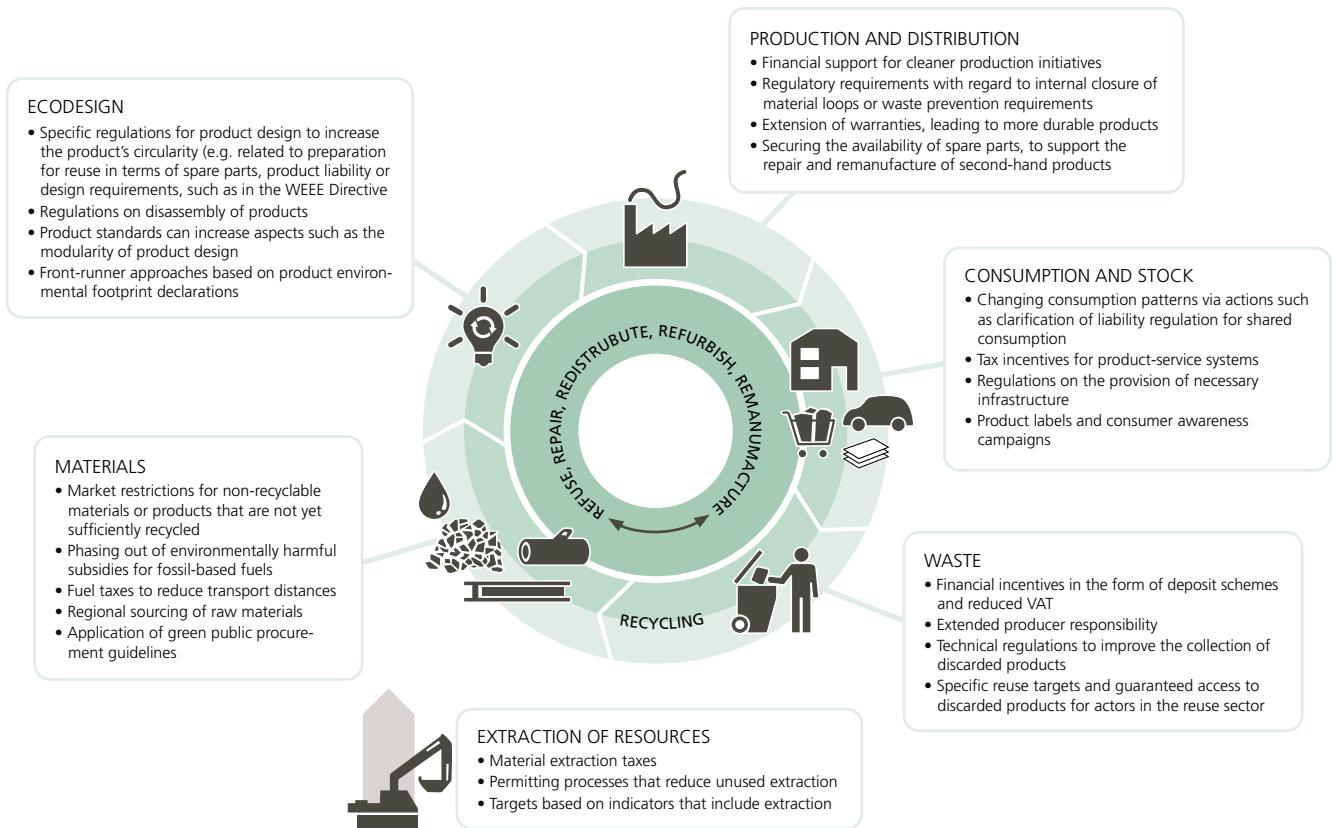 PRODUCTION AND DISTRIBUTION
• Financial support for cleaner production initiatives
• Regulatory requirements with regard to internal closure of
material loops or waste prevention requirements
• Extension of warranties, leading to more durable products
• Securing the availability of spare parts, to support the
repair and remanufacture of second-hand products
ECODESIGN
• Specific regulations for product design to increase
the product's circularity (e.g. related to preparation
for reuse in terms of spare parts, product liability or
design requirements, such as in the WEEE Directive
• Regulations on disassembly of products
• Product standards can increase aspects such as the
modularity of product design
• Front-runner approaches based on product environ-
mental footprint declarations
CONSUMPTION AND STOCK
• Changing consumption patterns via actions such
as clarification of liability regulation for shared
consumption
• Tax incentives for product-service systems
• Regulations on the provision of necessary
infrastructure
• Product labels and consumer awareness
campaigns
REFUSE, REPAIR, REDISTRUBUTE, REFURBISH, REMANUMACTURE
MATERIALS
• Market restrictions for non-recyclable
materials or products that are not yet
sufficiently recycled
• Phasing out of environmentally harmful
subsidies for fossil-based fuels
• Fuel taxes to reduce transport distances
• Regional sourcing of raw materials
• Application of green public procure-
ment guidelines
RECYCLING
WASTE
• Financial incentives in the form of deposit schemes
and reduced VAT
• Extended producer responsibility
• Technical regulations to improve the collection of
discarded products
• Specific reuse targets and guaranteed access to
discarded products for actors in the reuse sector
EXTRACTION OF RESOURCES
• Material extraction taxes
• Permitting processes that reduce unused extraction
• Targets based on indicators that include extraction